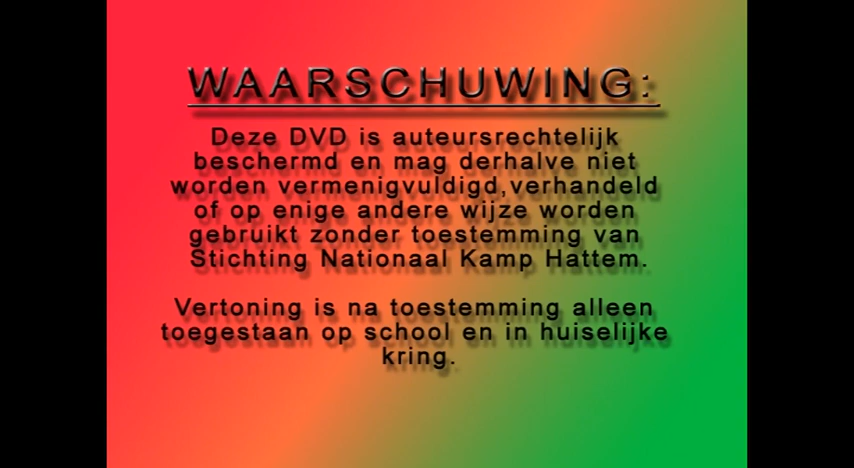 WAARSCHUWING:
Deze DVD is auteursrechtelijk
beschermd en mag derhalve niet
worden vermenigvuldigd,verhandeld
of op enige andere wijze worden
gebruikt zonder toestemming van
Stichting Nationaal Kamp Hattem.
Vertoning is na toestemming alleen
toegestaan op school en in huiselijke
kring.